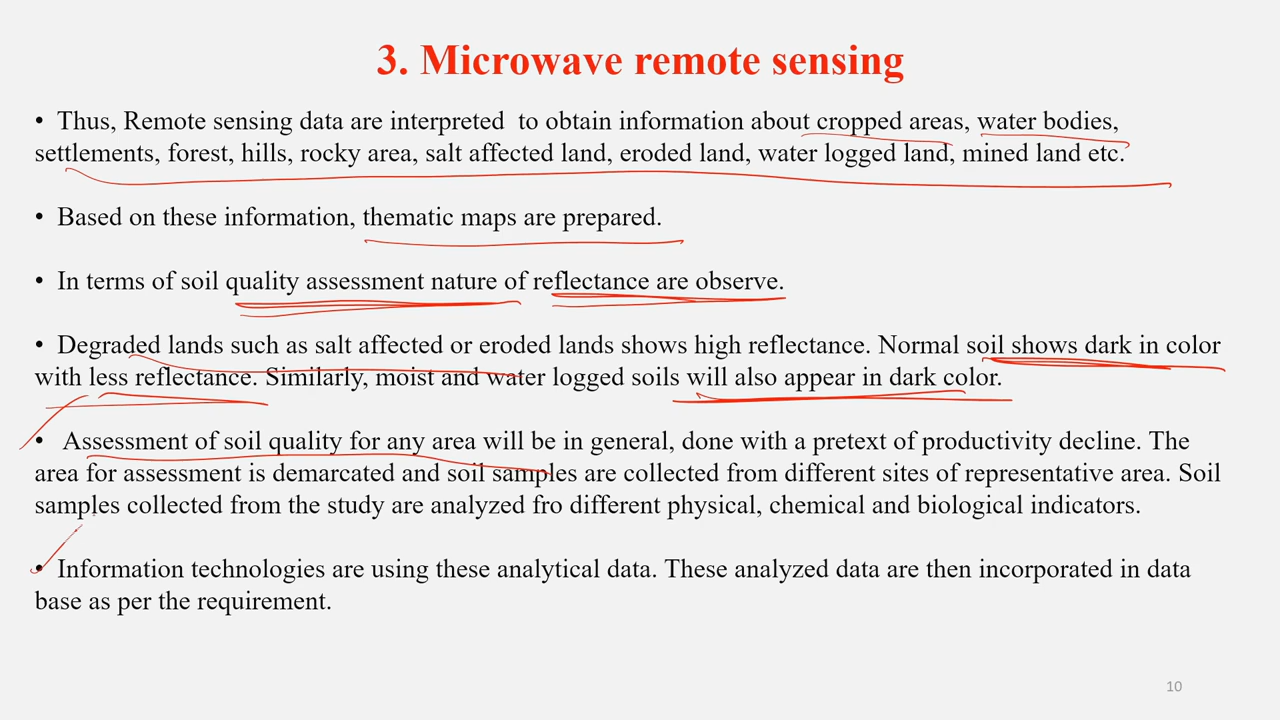 3. Microwave remote sensing
• Thus, Remote sensing data are interpreted to obtain information about cropped areas, water bodies,
settlements, forest, hills, rocky area, salt affected land, eroded land, water logged land, mined land etc.
• Based on these information, thematic maps are prepared.
• In terms of soil quality assessment nature of reflectance are observe.
• Degraded lands such as salt affected or eroded lands shows high reflectance. Normal soil shows dark in color
with less reflectance. Similarly, moist and water logged soils will also appear in dark color.
• Assessment of soil quality for any area will be in general, done with a pretext of productivity decline. The
area for assessment is demarcated and soil samples are collected from different sites of representative area. Soil
samples collected from the study are analyzed fro different physical, chemical and biological indicators.
• Information technologies are using these analytical data. These analyzed data are then incorporated in data
base as per the requirement.
10